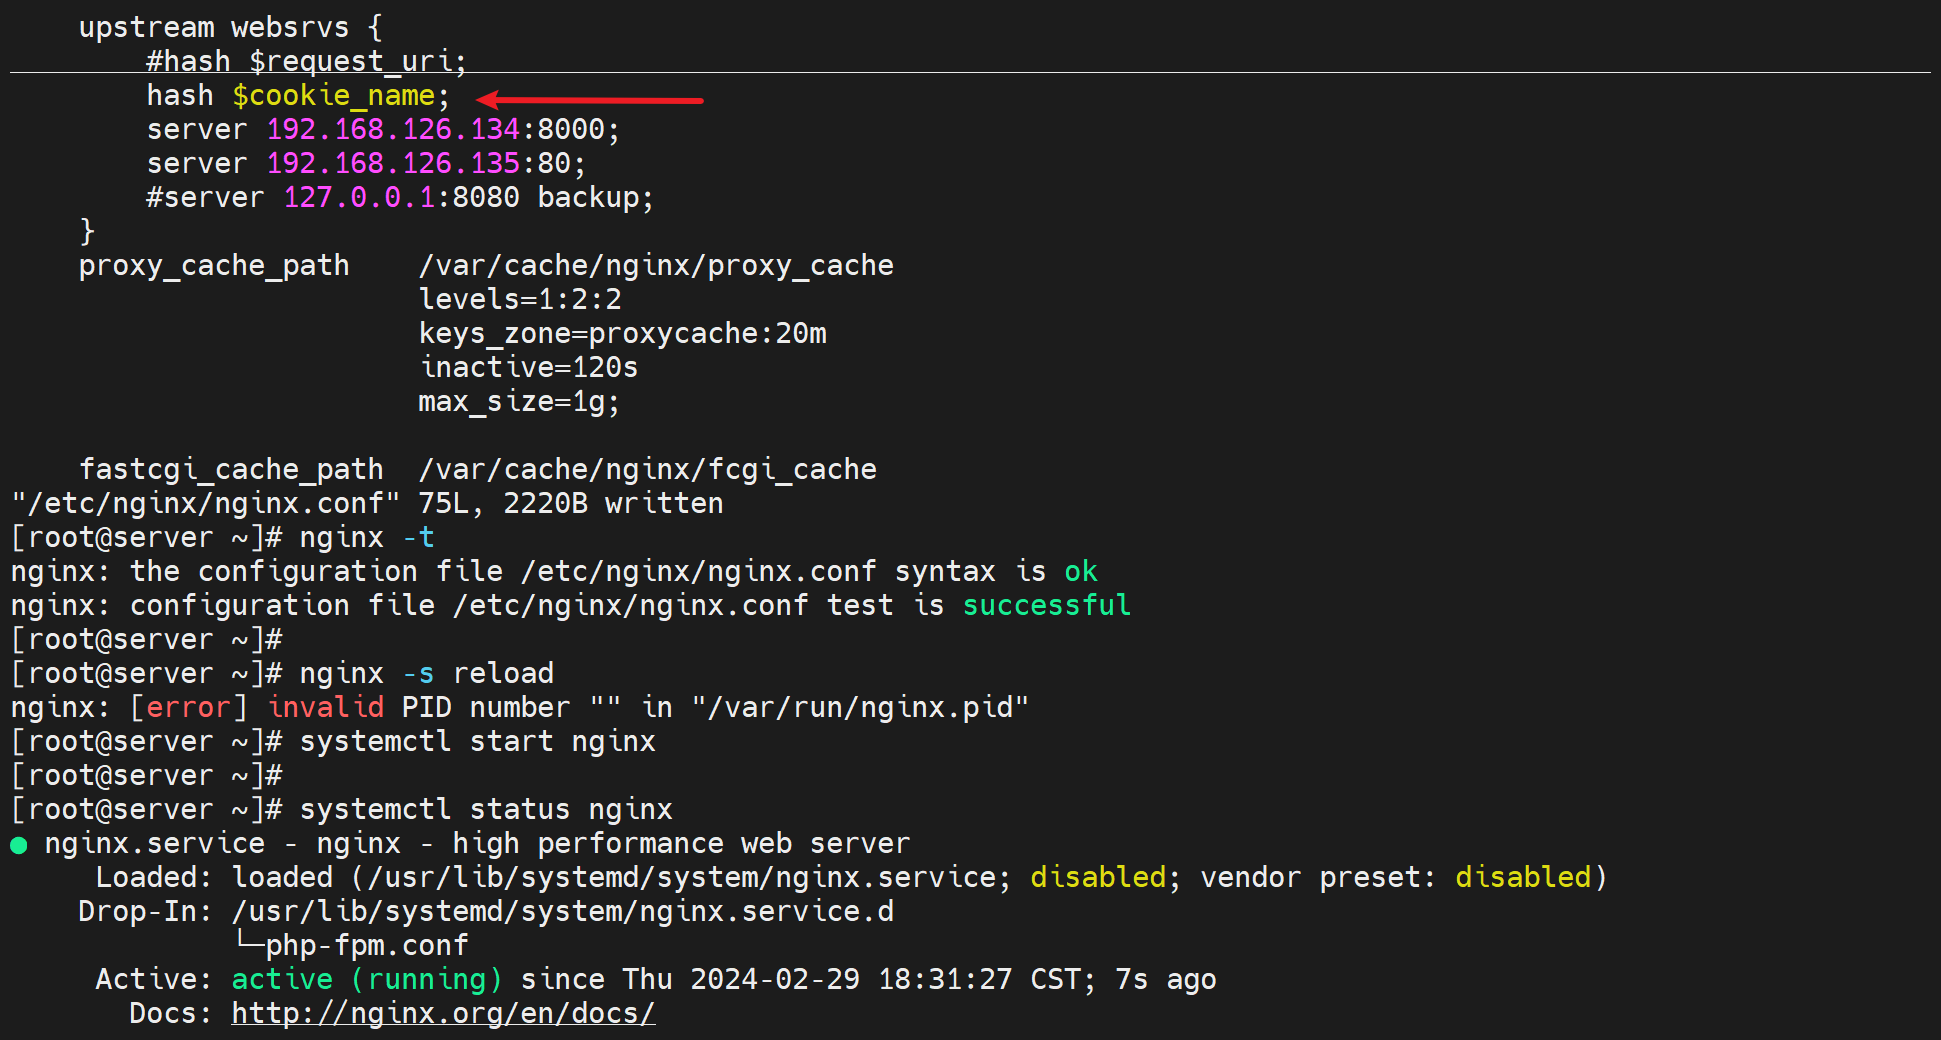 upstream websrvs {
#hash $request_uri;
hash $cookie_name;
server 192.168.126.134:8000;
server 192.168.126.135:80;
#server 127.0.0.1:8080 backup;
}
proxy_cache_path    /var/cache/nginx/proxy_cache
levels=1:2:2
keys_zone=proxycache:20m
inactive=120s
max_size=1g;
fastcgi_cache_path  /var/cache/nginx/fcgi_cache
"/etc/nginx/nginx.conf" 75L, 2220B written
[root@server ~]# nginx -t
nginx: the configuration file /etc/nginx/nginx.conf syntax is ok
nginx: configuration file /etc/nginx/nginx.conf test is successful
[root@server ~]#
[root@server ~]# nginx -s reload
nginx: [error] invalid PID number "" in "/var/run/nginx.pid"
[root@server ~]# systemctl start nginx
[root@server ~]#
[root@server ~]# systemctl status nginx
● nginx.service - nginx - high performance web server
Loaded: loaded (/usr/lib/systemd/system/nginx.service; disabled; vendor preset: disabled)
Drop-In: /usr/lib/systemd/system/nginx.service.d
└─php-fpm.conf
Active: active (running) since Thu 2024-02-29 18:31:27 CST; 7s ago
Docs: http://nginx.org/en/docs/